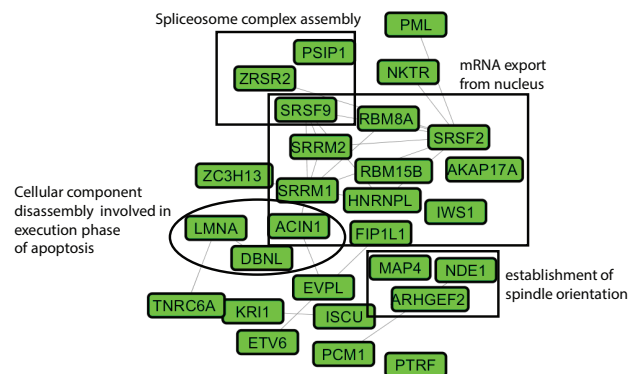 Spliceosome complex assembly
PML
PSIP1
NKTR
mRNA export
from nucleus
ZRSR2
SRSF9
RBM8A
SRSF2
SRRM2
RBM15B
AKAP17A
ZC3H13
SRRM1
HNRNPL
IWS1
Cellular component
disassembly involved in
execution phase
of apoptosis
LMNA
ACIN1
FIP1L1
DBNL
MAP4
NDE1
establishment of
spindle orientation
EVPL
ARHGEF2
TNRC6A
KRI1
ISCU
ETV6
PCM1
PTRF